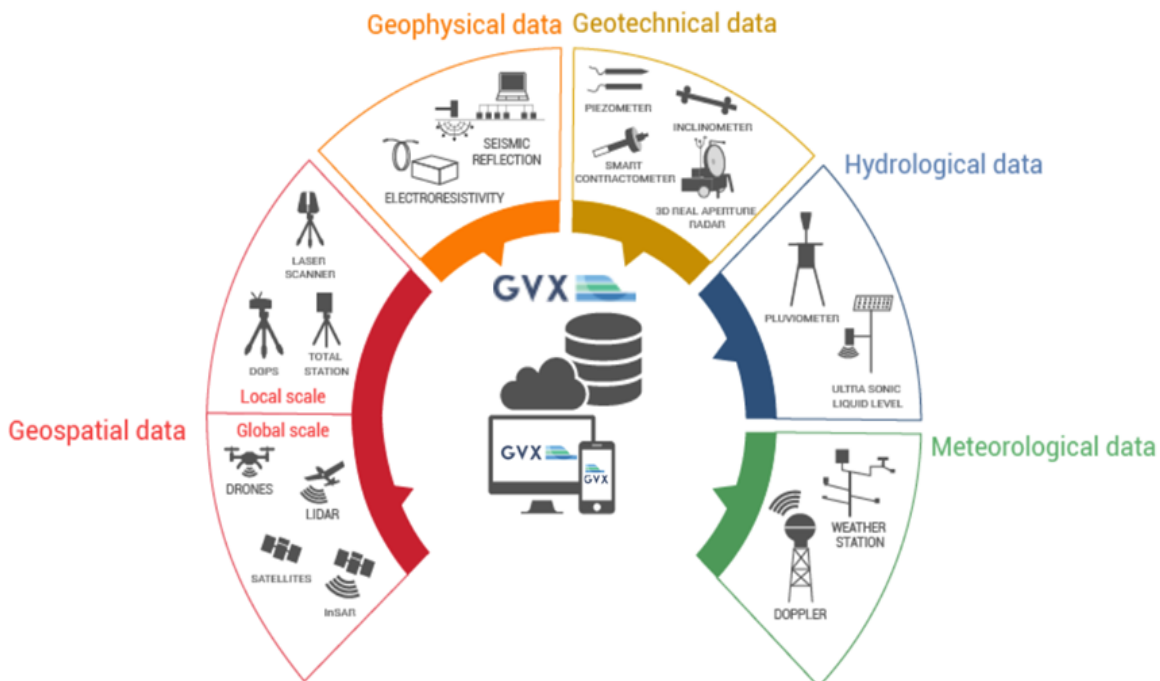 Geophysical data
Geotechnical data
PIEZOMETER
INCLINOMETER
SEISMIC
REFLECTION
SMART
CONTRACTOMETER
ELECTRORESISTIVITY
3D REAL APERTURE
RADAR
Hydrological data
LASER
SCANNER
GVX
PLUVIOMETER
DGPS
TOTAL
STATION
ULTRA SONIC
LIQUID LEVEL
Local scale
Geospatial data
Global scale
Meteorological data
GVX
GVX
DRONES
LIDAR
WEATHER
STATION
SATELLITES
InSAR
DOPPLER